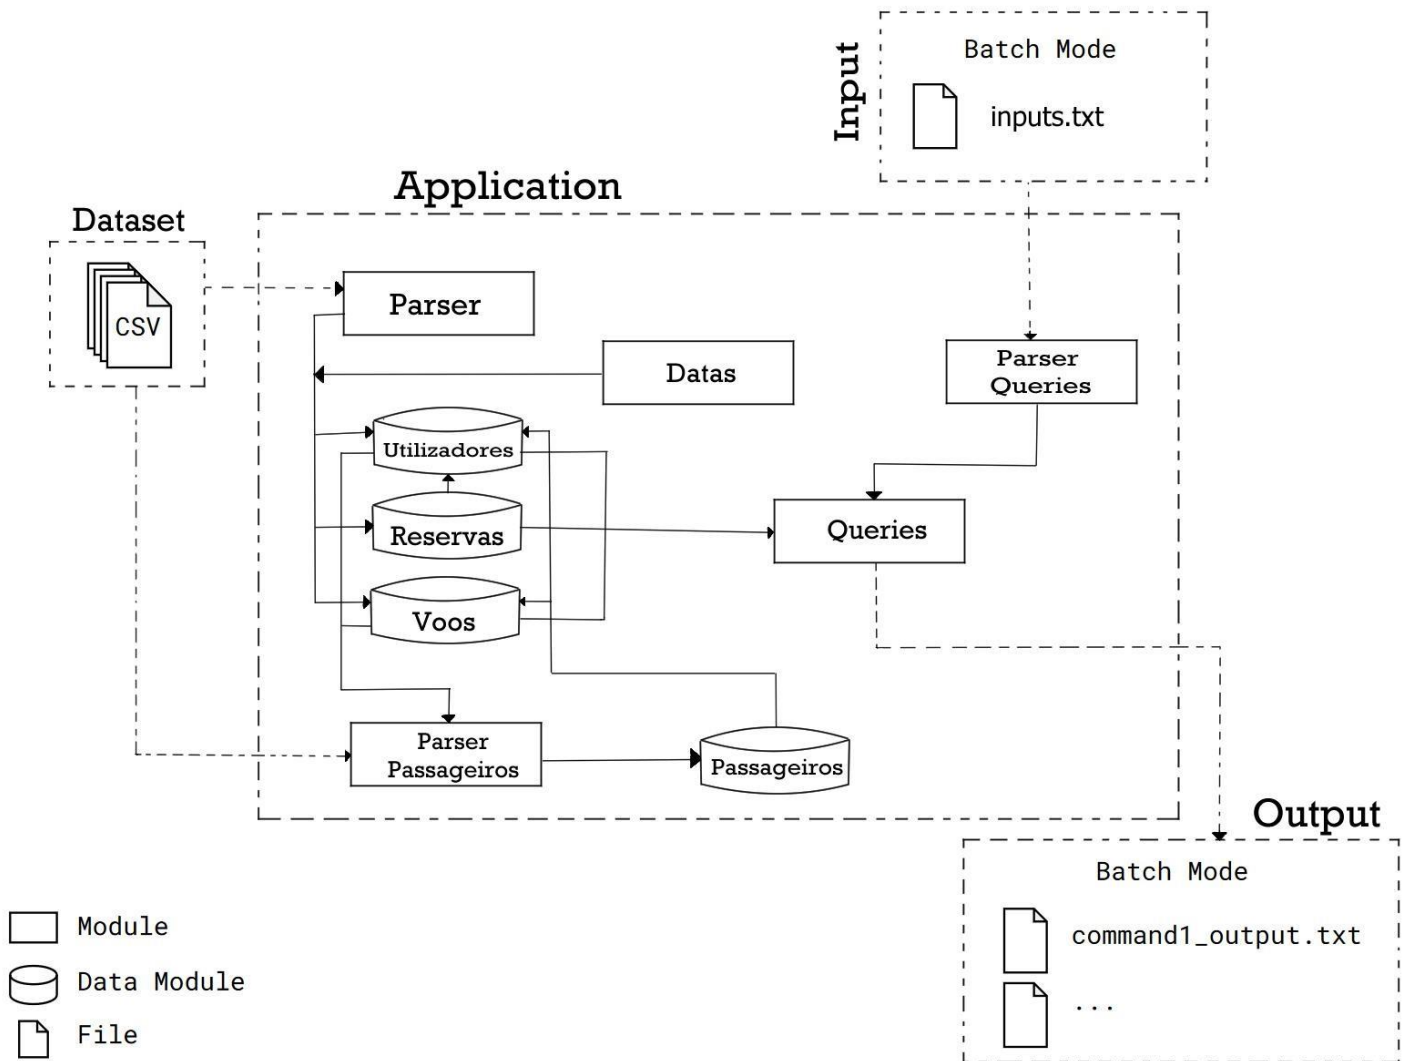 Input
Batch Mode
inputs.txt
Application
Dataset
CSV
Parser
Datas
Parser
Queries
Utilizadores
Reservas
Queries
Voos
Parser
Passageiros
Passageiros
Output
Batch Mode
command1_output.txt
...
Module
Data Module
File